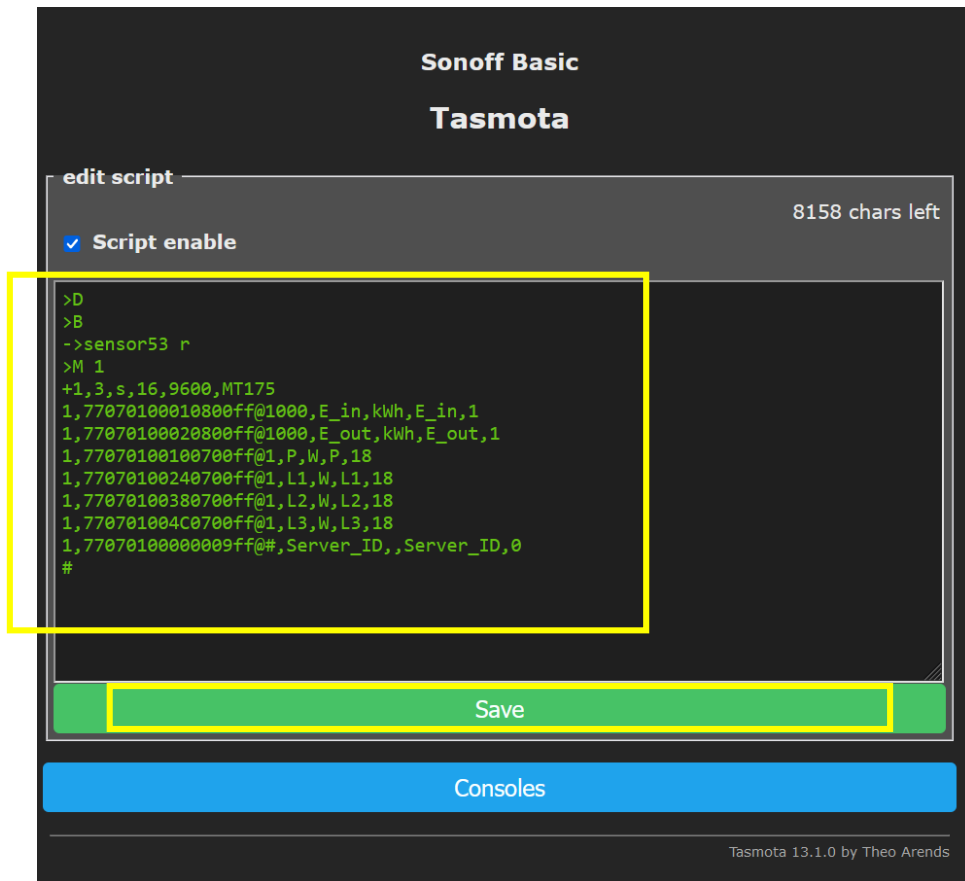 Sonoff Basic
Tasmota
edit script
8158 chars left
Script enable
>D
>B
->sensor53 r
>M 1
+1,3,s,16,9600,MT175
1,77070100010800ff@1000,E_in,kWh,E_in,1
1,77070100020800ff@1000,E_out,kWh,E_out,1
1,77070100100700ff@1,P,W,P,18
1,77070100240700ff@1,L1,W,L1,18
1,77070100380700ff@1,L2,W,L2,18
1,770701004C0700ff@1,L3,W,L3,18
1,77070100000009ff@#,Server_ID,,Server_ID,0
#
Save
Consoles
Tasmota 13.1.0 by Theo Arends